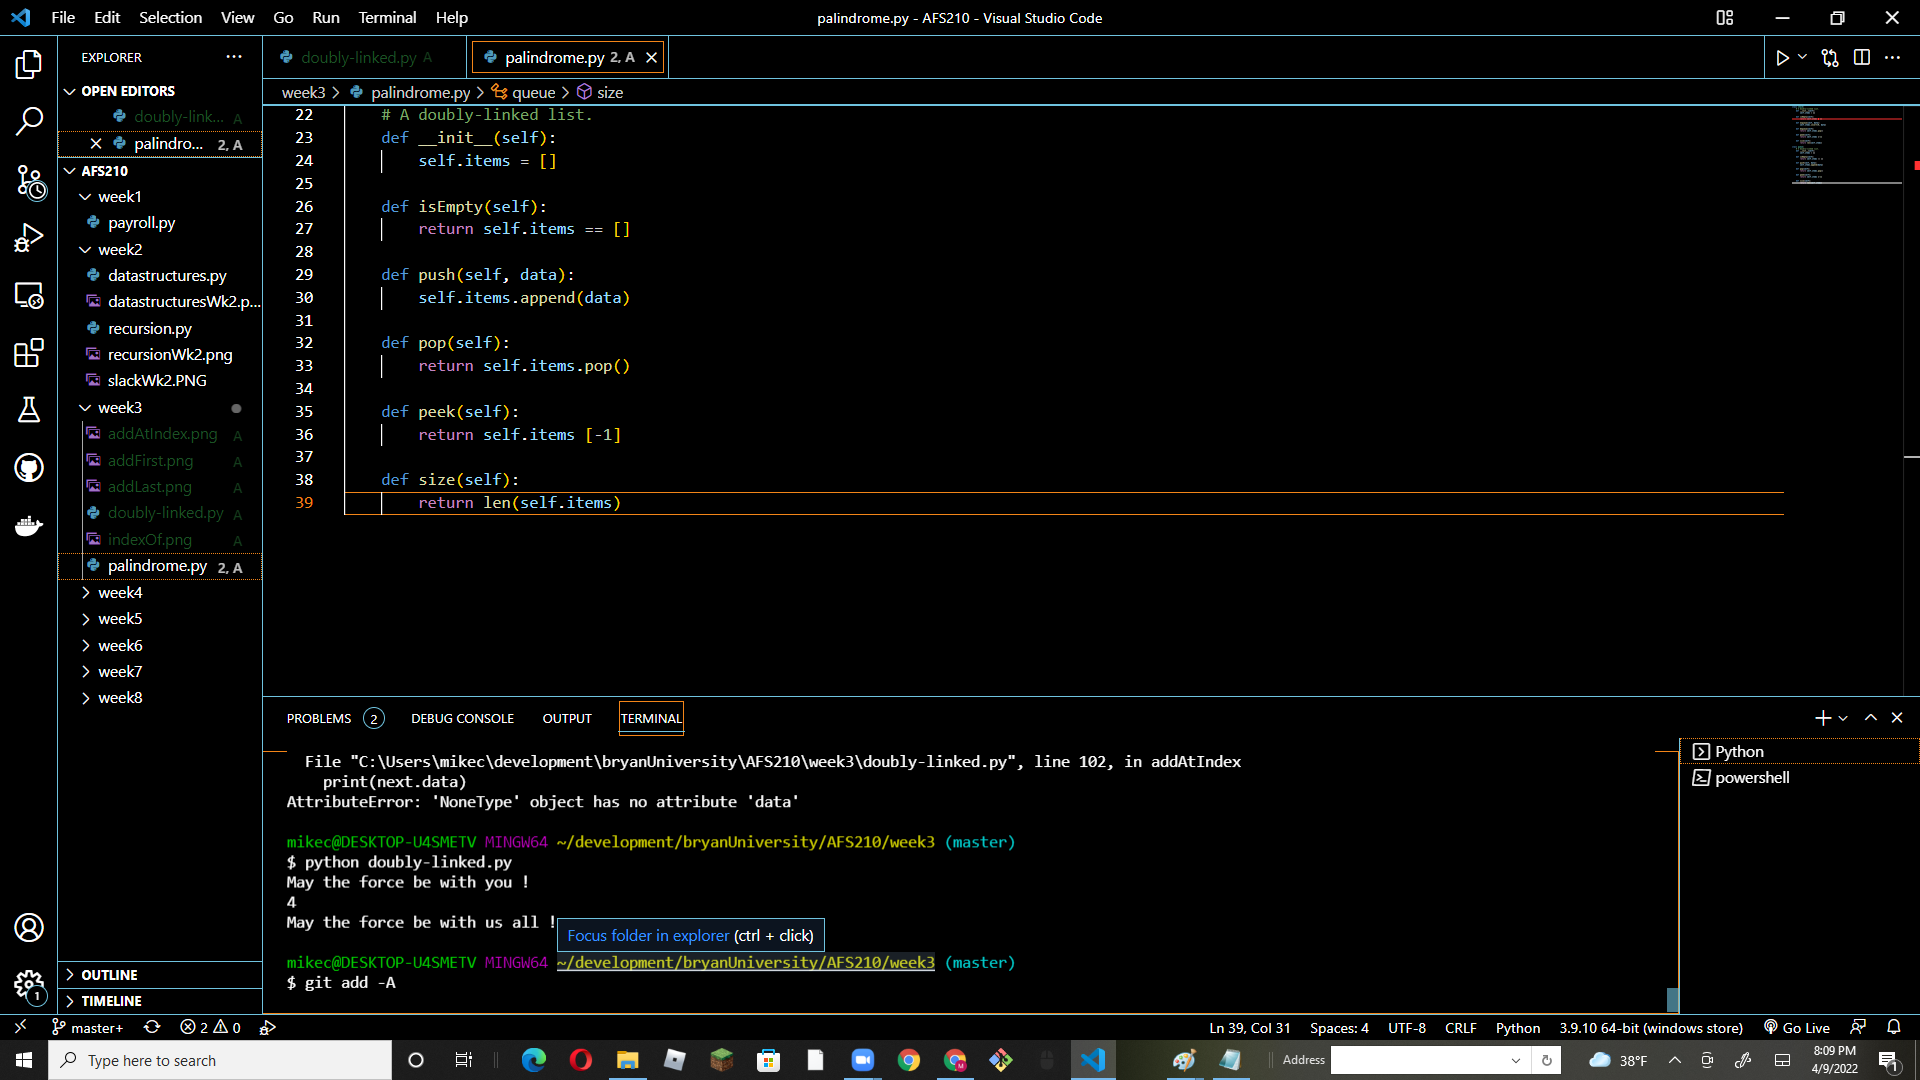 File Edit Selection View Go Run Terminal Help
palindrome.py - AFS210 - Visual Studio Code
EXPLORER
OPEN EDITORS
doubly-link... A
palindro... 2, A
AFS210
week1
payroll.py
week2
datastructures.py
datastructuresWk2.p...
recursion.py
recursionWk2.png
slackWk2.PNG
week3
addAtIndex.png A
addFirst.png A
addLast.png A
doubly-linked.py A
indexOf.png A
palindrome.py 2, A
week4
week5
week6
week7
week8
OUTLINE
TIMELINE
doubly-linked.py A
palindrome.py 2, A
week3 > palindrome.py > queue > size
22 # A doubly-linked list.
23 def __init__(self):
24 self.items = []
25
26 def isEmpty(self):
27 return self.items == []
28
29 def push(self, data):
30 self.items.append(data)
31
32 def pop(self):
33 return self.items.pop()
34
35 def peek(self):
36 return self.items [-1]
37
38 def size(self):
39 return len(self.items)
PROBLEMS 2 DEBUG CONSOLE OUTPUT TERMINAL
File "C:\Users\mikec\development\bryanUniversity\AFS210\week3\doubly-linked.py", line 102, in addAtIndex
print(next.data)
AttributeError: 'NoneType' object has no attribute 'data'
mikec@DESKTOP-U4SMETV MINGW64 ~/development/bryanUniversity/AFS210/week3 (master)
$ python doubly-linked.py
May the force be with you !
4
May the force be with us all !
Focus folder in explorer (ctrl + click)
mikec@DESKTOP-U4SMETV MINGW64 ~/development/bryanUniversity/AFS210/week3 (master)
$ git add -A
Python
powershell
1
master+ 2 0
Ln 39, Col 31 Spaces: 4 UTF-8 CRLF Python 3.9.10 64-bit (windows store) Go Live
Type here to search
Address
38°F
8:09 PM
4/9/2022
1